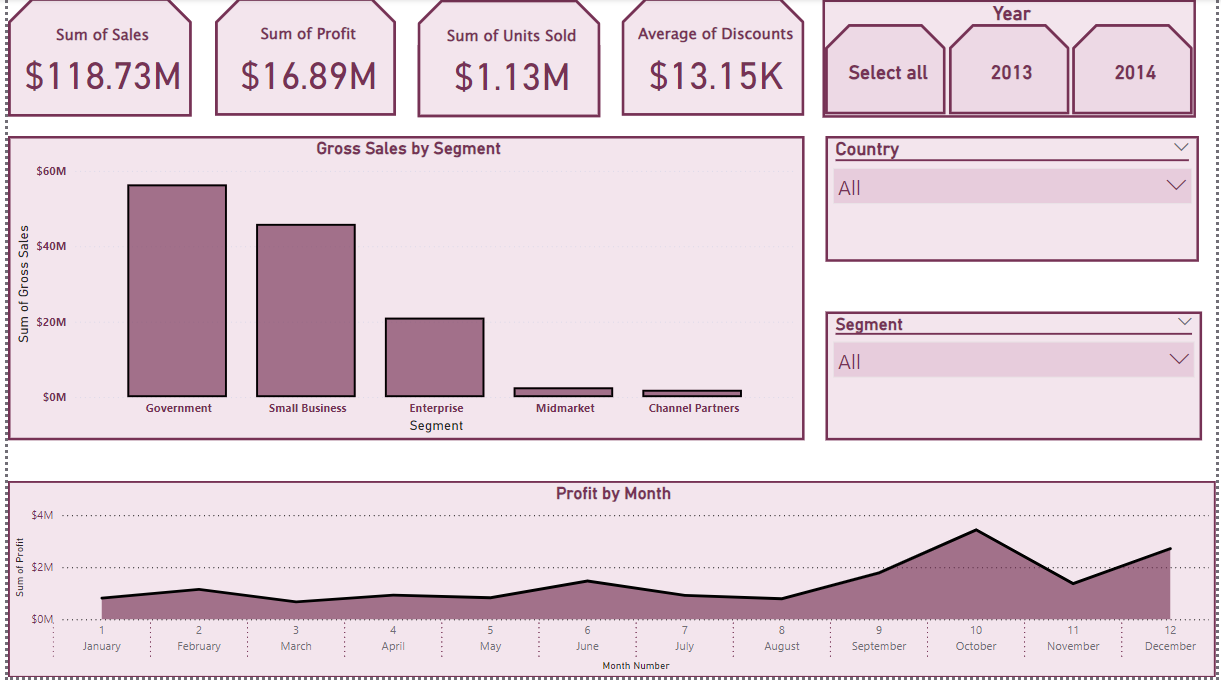 Sum of Sales
$118.73M
Sum of Profit
$16.89M
Sum of Units Sold
$1.13M
Average of Discounts
$13.15K
Year
Select all
2013
2014
Gross Sales by Segment
Sum of Gross Sales
$60M
$40M
$20M
$0M
Government
Small Business
Enterprise
Midmarket
Channel Partners
Segment
Country
All
Segment
All
Profit by Month
Sum of Profit
$4M
$2M
$0M
1
2
3
4
5
6
7
8
9
10
11
12
January
February
March
April
May
June
July
August
September
October
November
December
Month Number